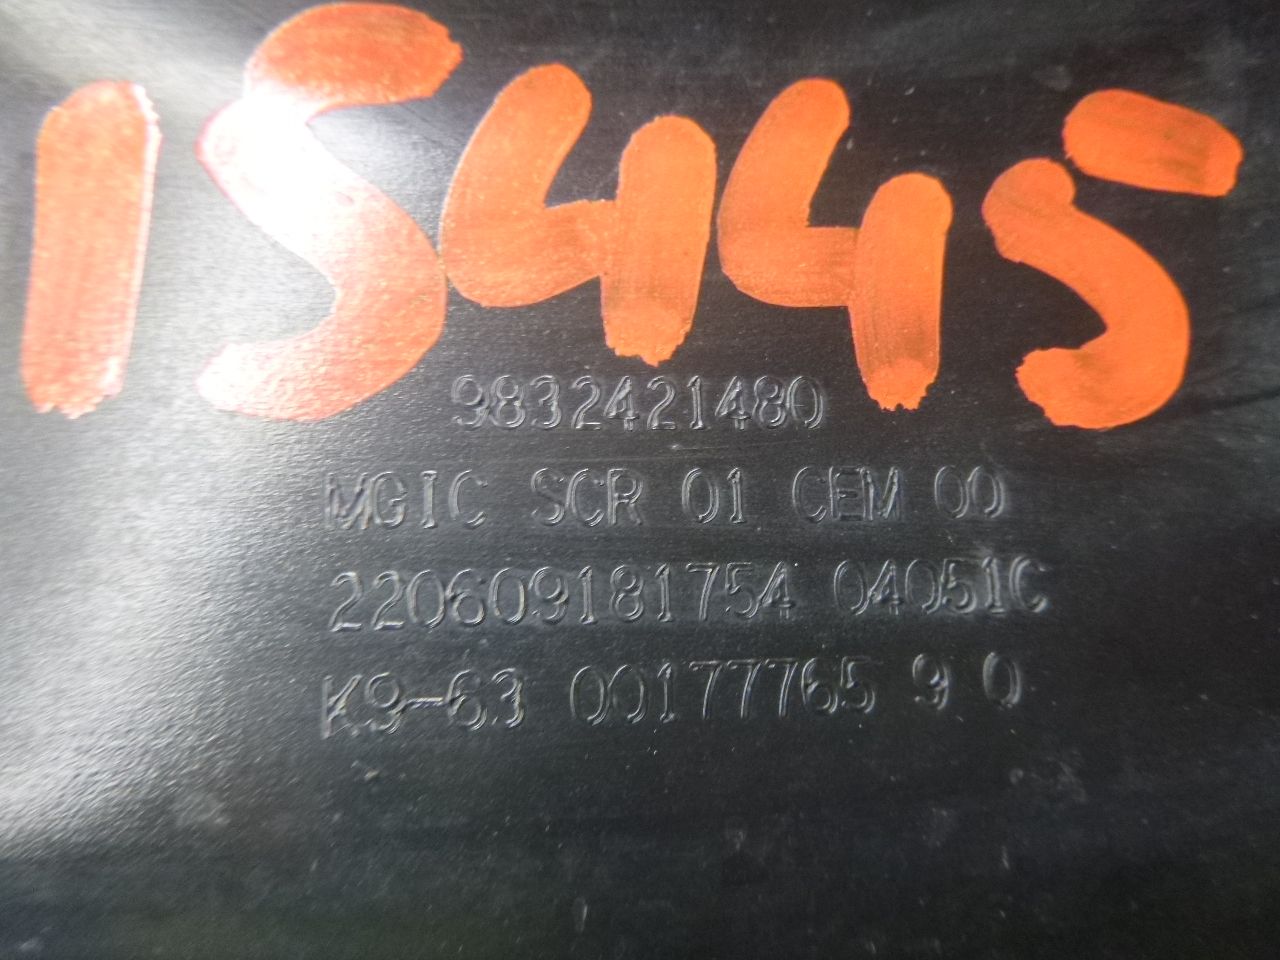 15445
9832421480
MGIC SCR 01 CEM 00
220609181754 04051C
K9-63 00177765 9 0